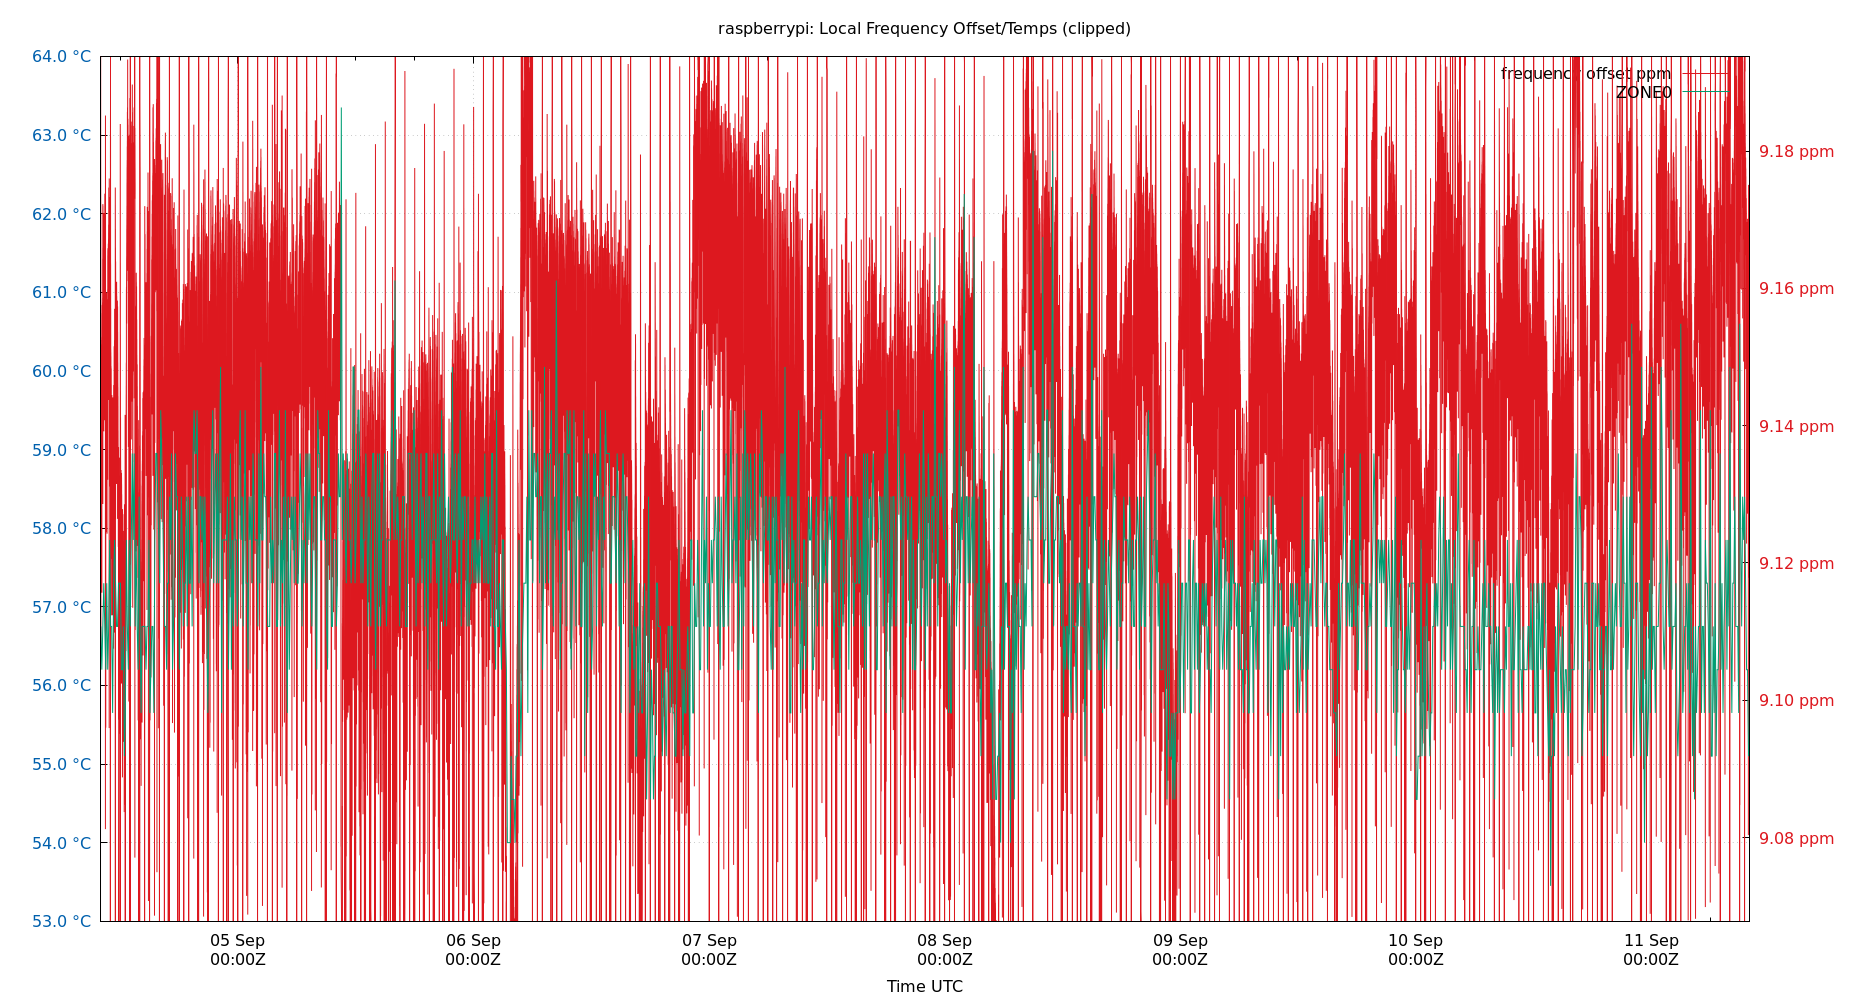 raspberrypi: Local Frequency Offset/Temps (clipped)
64.0 °C
63.0 °C
62.0 °C
61.0 °C
60.0 °C
59.0 °C
58.0 °C
57.0 °C
56.0 °C
55.0 °C
54.0 °C
53.0 °C
frequency offset ppm
ZONE0
9.18 ppm
9.16 ppm
9.14 ppm
9.12 ppm
9.10 ppm
9.08 ppm
05 Sep 06 Sep 07 Sep 08 Sep 09 Sep 10 Sep 11 Sep
00:00Z 00:00Z 00:00Z 00:00Z 00:00Z 00:00Z 00:00Z
Time UTC